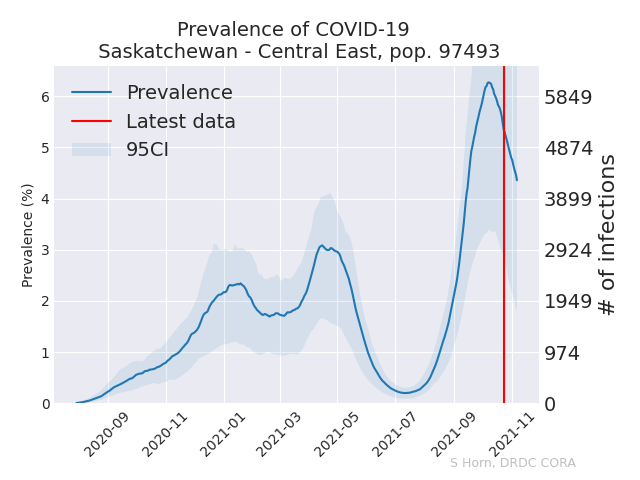 Prevalence of COVID-19
Saskatchewan - Central East, pop. 97493
Prevalence
Latest data
95CI
Prevalence (%)
6
5
4
3
2
1
0
5849
4874
3899
2924
1949
974
0
# of infections
2020-09
2020-11
2021-01
2021-03
2021-05
2021-07
2021-09
2021-11
S Horn, DRDC CORA